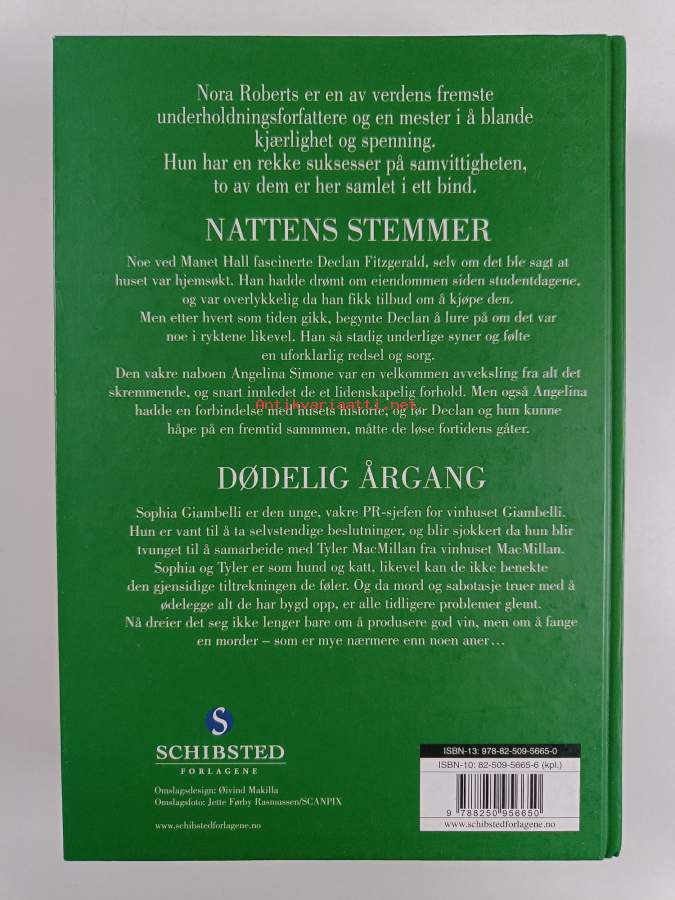 Nora Roberts er en av verdens fremste
underholdningsforfattere og en mester i å blande
kjærlighet og spenning.
Hun har en rekke suksesser på samvittigheten,
to av dem er her samlet i ett bind.
NATTENS STEMMER
Noe ved Manet Hall fascinerte Declan Fitzgerald, selv om det ble sagt at
huset var hjemsøkt. Han hadde drømt om eiendommen siden studentdagene,
og var overlykkelig da han fikk tilbud om å kjøpe den.
Men etter hvert som tiden gikk, begynte Declan å lure på om det var
noe i ryktene likevel. Han så stadig underlige syner og følte
en uforklarlig redsel og sorg.
Den vakre naboen Angelina Simone var en velkommen avveksling fra alt det
skremmende, og snart innledet de et lidenskapelig forhold. Men også Angelina
hadde en forbindelse med husets historie, og før Declan og hun kunne
Antikvariaatti.net
håpe på en fremtid sammmen, måtte de løse fortidens gåter.
DØDELIG ÅRGANG
Sophia Giambelli er den unge, vakre PR-sjefen for vinhuset Giambelli.
Hun er vant til å ta selvstendige beslutninger, og blir sjokkert da hun blir
tvunget til å samarbeide med Tyler MacMillan fra vinhuset MacMillan.
Sophia og Tyler er som hund og katt, likevel kan de ikke benekte
den gjensidige tiltrekningen de føler. Og da mord og sabotasje truer med å
ødelegge alt de har bygd opp, er alle tidligere problemer glemt.
Nå dreier det seg ikke lenger bare om å produsere god vin, men om å fange
en morder – som er mye nærmere enn noen aner…
S
SCHIBSTED
FORLAGENE
Omslagsdesign: Øivind Makilla
Omslagsfoto: Jette Førby Rasmussen/SCANPIX
www.schibstedforlagene.no
ISBN-13: 978-82-509-5665-0
ISBN-10: 82-509-5665-6 (kpl.)
9 788250 956650
www.schibstedforlagene.no